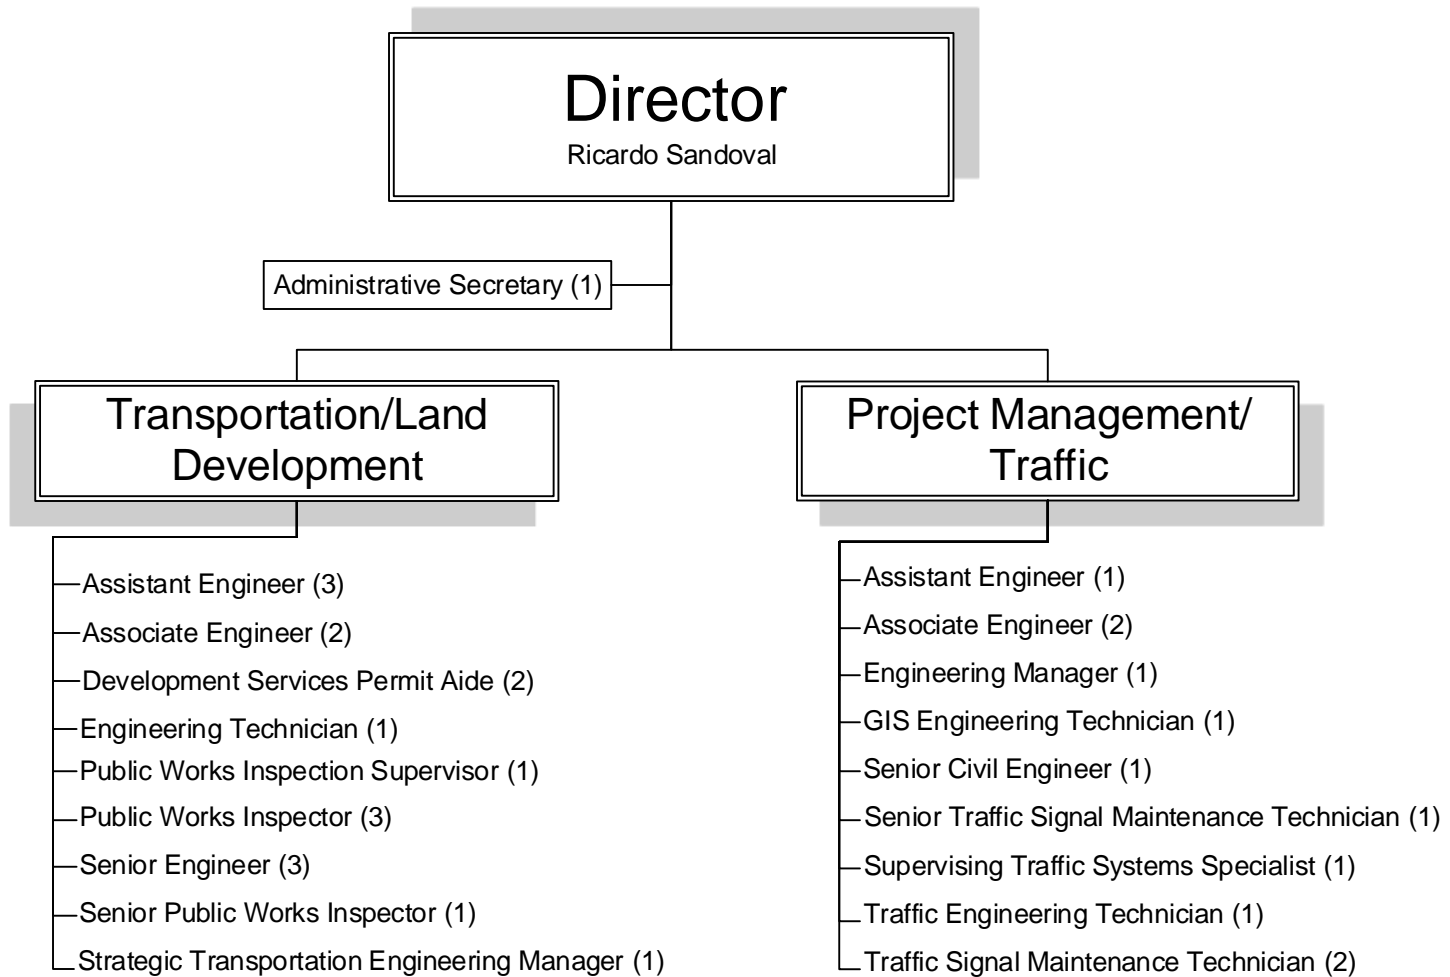 Director
Ricardo Sandoval
Administrative Secretary (1)
Transportation/Land
Development
Assistant Engineer (3)
Associate Engineer (2)
Development Services Permit Aide (2)
Engineering Technician (1)
Public Works Inspection Supervisor (1)
Public Works Inspector (3)
Senior Engineer (3)
Senior Public Works Inspector (1)
Strategic Transportation Engineering Manager (1)
Project Management/
Traffic
Assistant Engineer (1)
Associate Engineer (2)
Engineering Manager (1)
GIS Engineering Technician (1)
Senior Civil Engineer (1)
Senior Traffic Signal Maintenance Technician (1)
Supervising Traffic Systems Specialist (1)
Traffic Engineering Technician (1)
Traffic Signal Maintenance Technician (2)